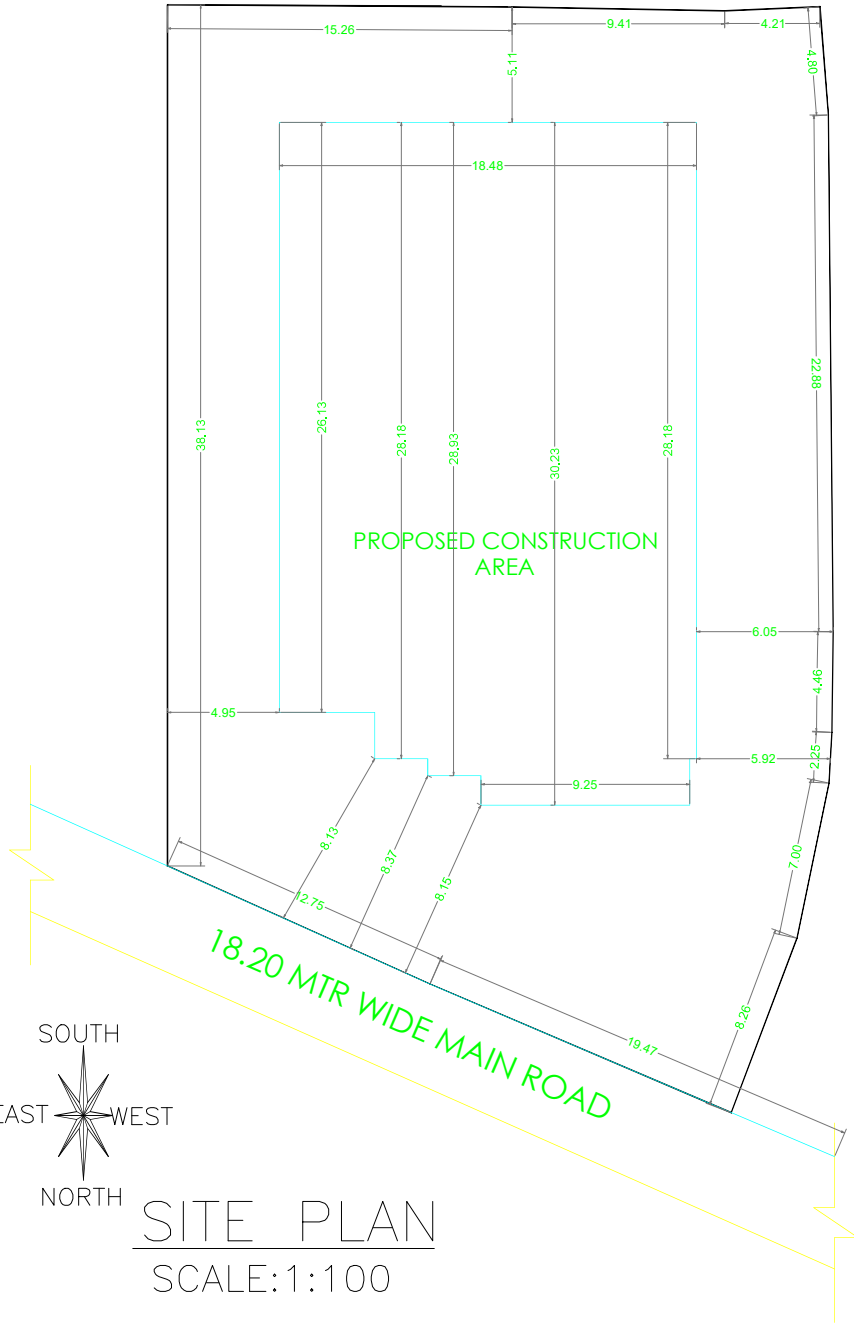 15.26
9.41
4.21
5.11
4.80
18.48
38.13
26.13
28.18
28.93
30.23
28.18
22.88
PROPOSED CONSTRUCTION
AREA
6.05
4.46
4.95
2.25
5.92
9.25
8.13
8.37
8.15
7.00
12.75
18.20 MTR WIDE MAIN ROAD
8.26
19.47
SOUTH
EAST
WEST
NORTH
SITE PLAN
SCALE:1:100